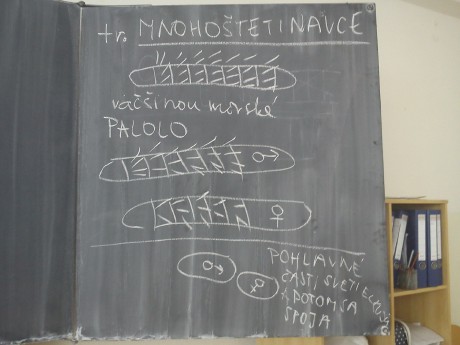 tr. MNOHOŠTETINAVCE
väčšinou morské
PALOLO
♂
♀
♂
♀
POHLAVNÉ
ČASTI SVETIELKUJÚ
A POTOM SA
SPOJA